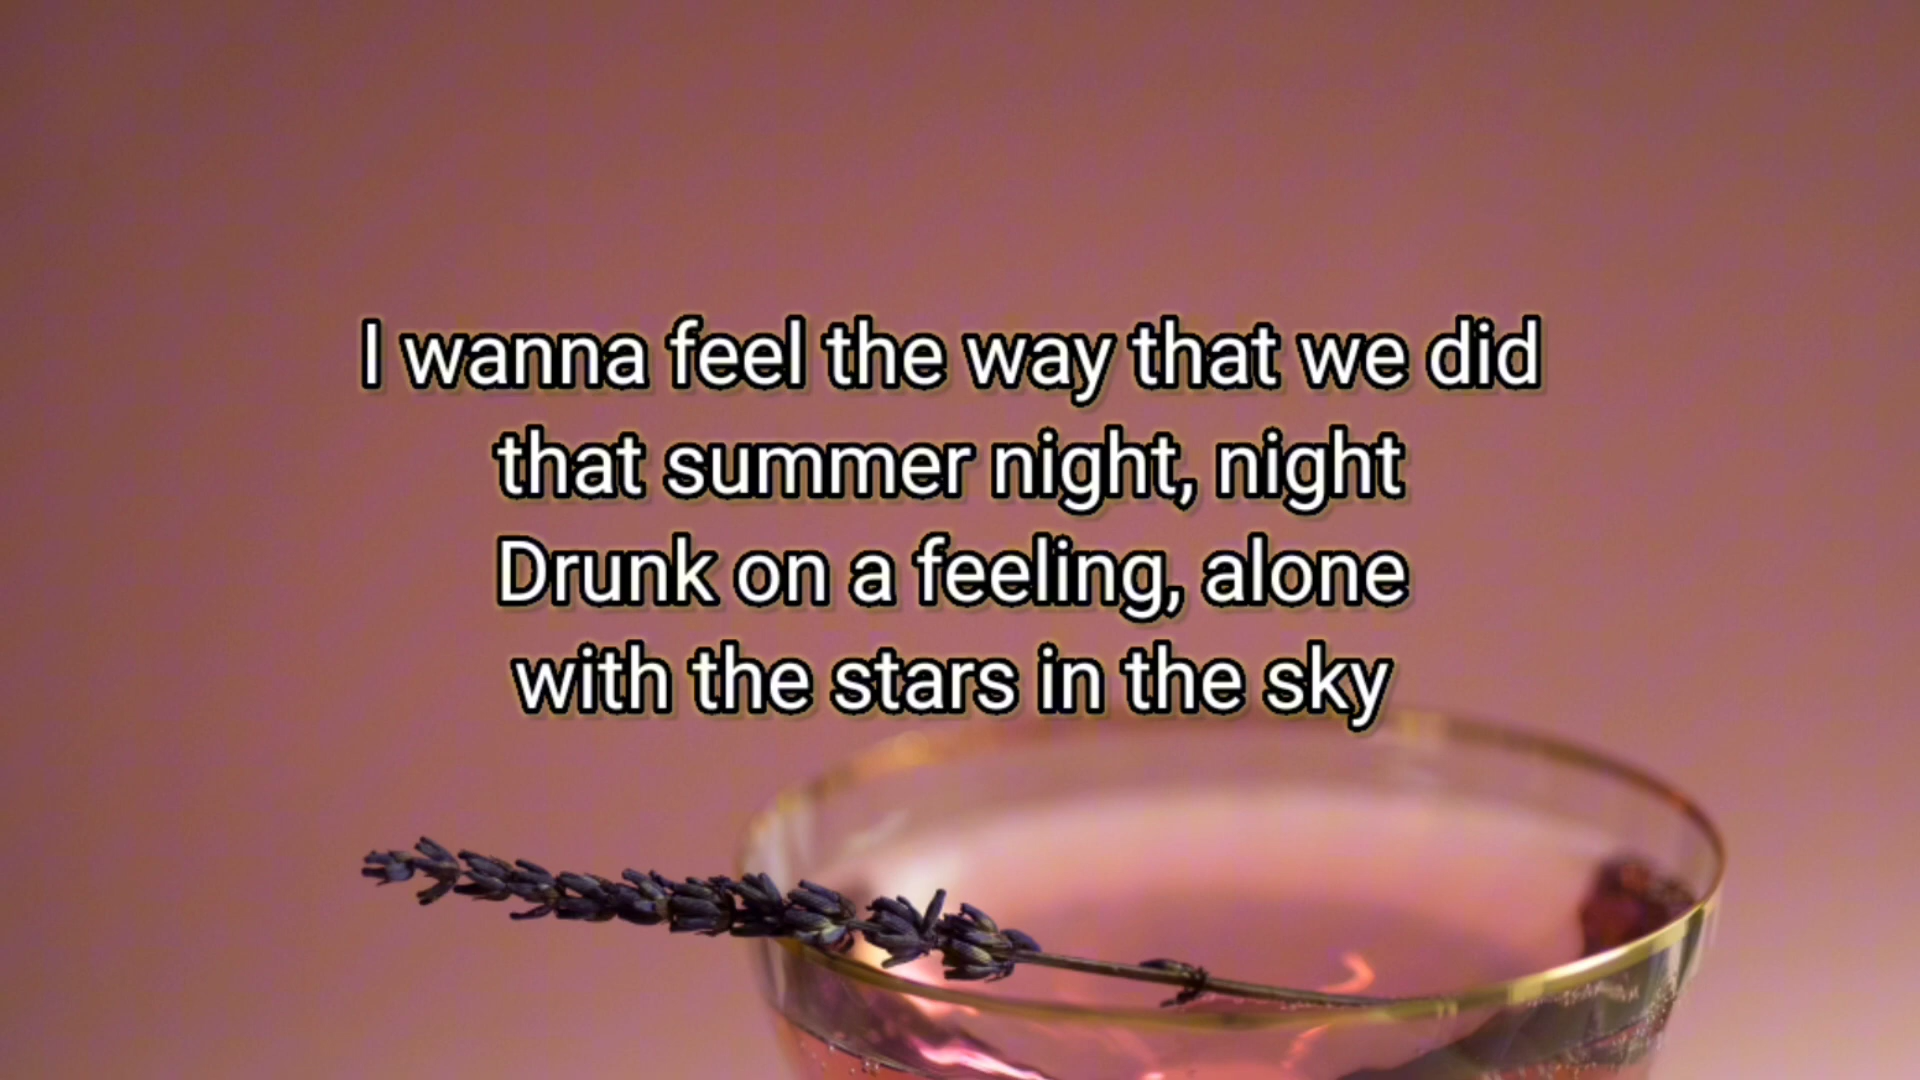 I wanna feel the way that we did
that summer night, night
Drunk on a feeling, alone
with the stars in the sky